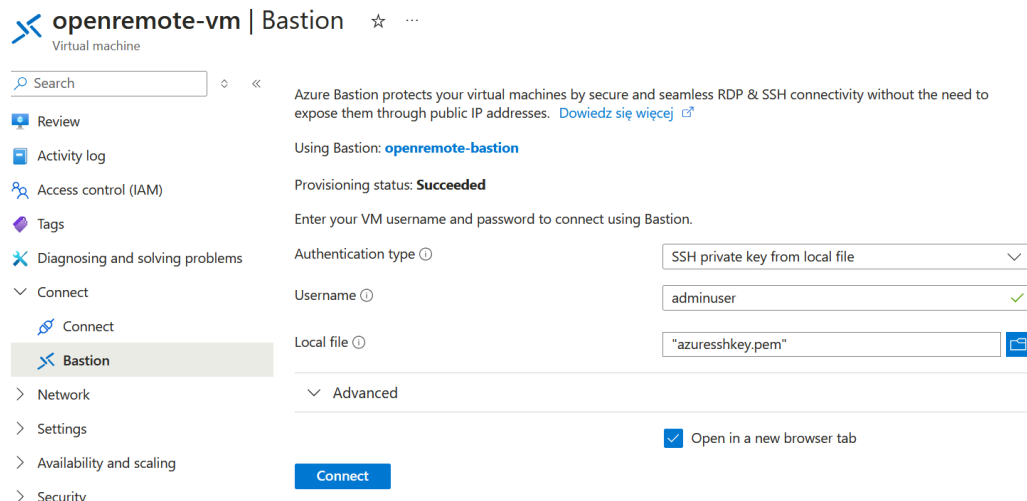 openremote-vm | Bastion ☆ ...
Virtual machine
Search
Review
Activity log
Access control (IAM)
Tags
Diagnosing and solving problems
Connect
Connect
Bastion
Network
Settings
Availability and scaling
Security
Azure Bastion protects your virtual machines by secure and seamless RDP & SSH connectivity without the need to
expose them through public IP addresses. Dowiedz się więcej
Using Bastion: openremote-bastion
Provisioning status: Succeeded
Enter your VM username and password to connect using Bastion.
Authentication type
SSH private key from local file
Username
adminuser
Local file
"azuresshkey.pem"
Advanced
Open in a new browser tab
Connect